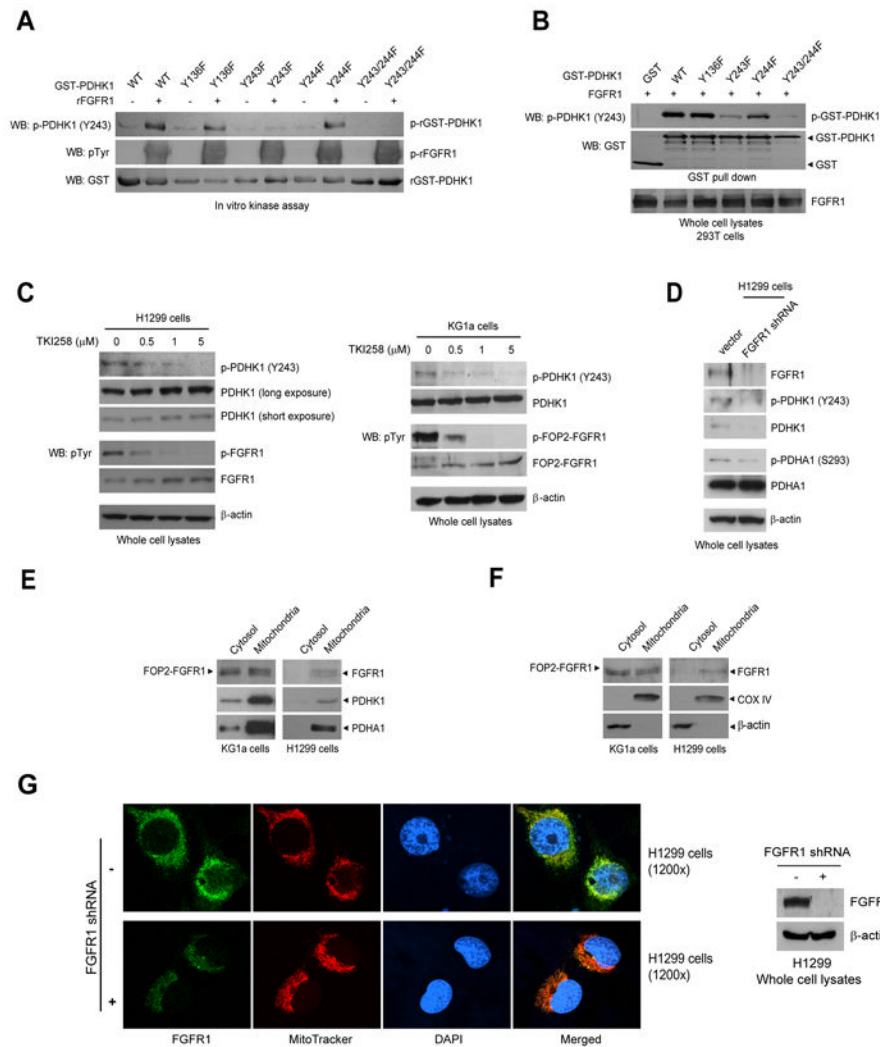 A
GST-PDHK1
WT WT Y136F Y136F Y243F Y243F Y244F Y244F Y243/244F Y243/244F
rFGFR1 - + - + - + - + - +
WB: p-PDHK1 (Y243) p-rGST-PDHK1
WB: pTyr p-rFGFR1
WB: GST rGST-PDHK1
In vitro kinase assay
B
GST-PDHK1 GST WT Y136F Y243F Y244F Y243/244F
FGFR1 + + + + + +
WB: p-PDHK1 (Y243) p-GST-PDHK1
WB: GST GST-PDHK1
GST
GST pull down
FGFR1
Whole cell lysates
293T cells
C
H1299 cells
TKI258 (μM) 0 0.5 1 5
p-PDHK1 (Y243)
PDHK1 (long exposure)
PDHK1 (short exposure)
WB: pTyr p-FGFR1
FGFR1
β-actin
Whole cell lysates
KG1a cells
TKI258 (μM) 0 0.5 1 5
p-PDHK1 (Y243)
PDHK1
WB: pTyr p-FOP2-FGFR1
FOP2-FGFR1
β-actin
Whole cell lysates
D
H1299 cells
vector FGFR1 shRNA
FGFR1
p-PDHK1 (Y243)
PDHK1
p-PDHA1 (S293)
PDHA1
β-actin
Whole cell lysates
E
Cytosol Mitochondria Cytosol Mitochondria
FOP2-FGFR1 FGFR1
PDHK1
PDHA1
KG1a cells H1299 cells
F
Cytosol Mitochondria Cytosol Mitochondria
FOP2-FGFR1 FGFR1
COX IV
β-actin
KG1a cells H1299 cells
G
FGFR1 shRNA
-
H1299 cells
(1200x)
+
H1299 cells
(1200x)
FGFR1 MitoTracker DAPI Merged
FGFR1 shRNA
- +
FGFR
β-actin
H1299
Whole cell lysates